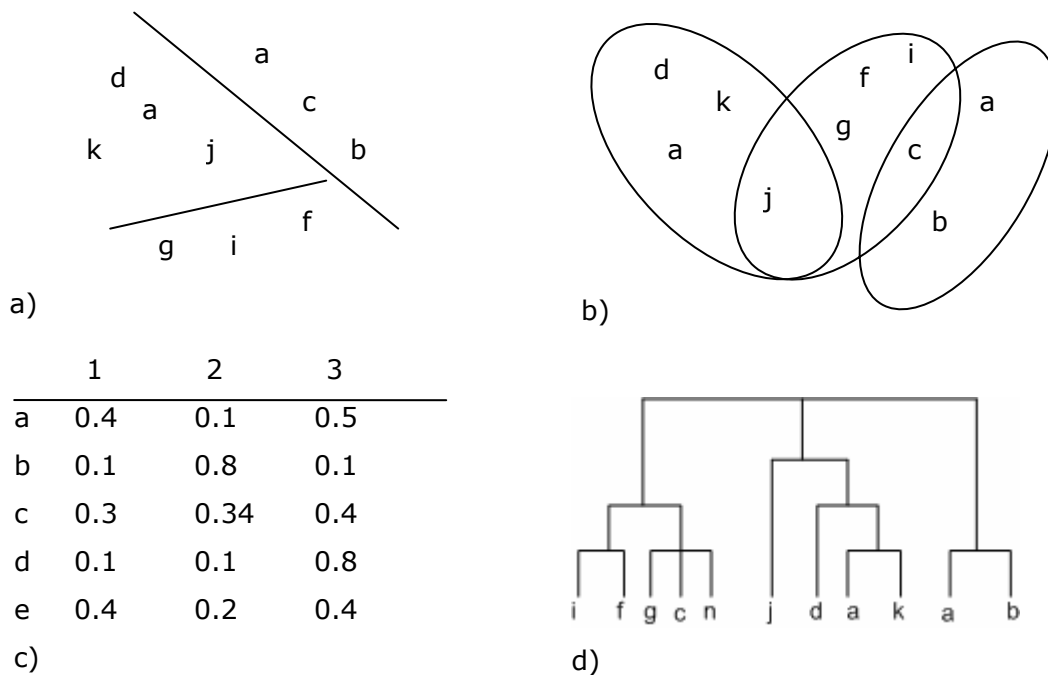 a
d
a
c
k
j
b
f
g
i
a)
i
d
f
k
a
g
a
c
j
b
b)
1 2 3
a 0.4 0.1 0.5
b 0.1 0.8 0.1
c 0.3 0.34 0.4
d 0.1 0.1 0.8
e 0.4 0.2 0.4
c)
i f g c n j d a k a b
d)